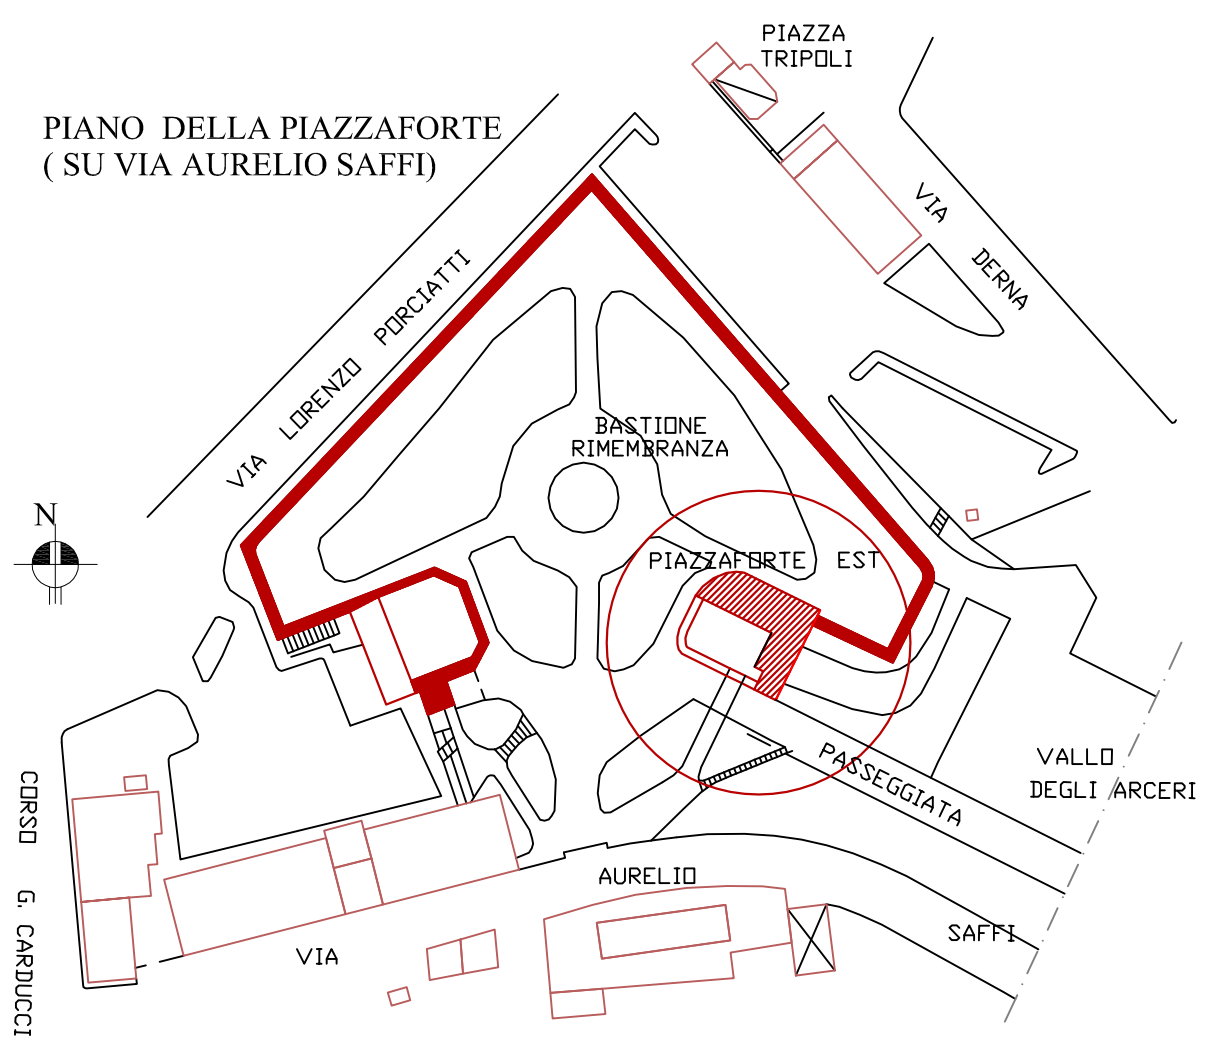 PIAZZA
TRIPOLI
PIANO DELLA PIAZZAFORTE
( SU VIA AURELIO SAFFI)
VIA DERNA
VIA LORENZO PORCIATTI
BASTIONE
RIMEMBRANZA
N
PIAZZAFORTE EST
PASSEGGIATA
VALLO
DEGLI ARCERI
CORSO G. CARDUCCI
VIA AURELIO SAFFI